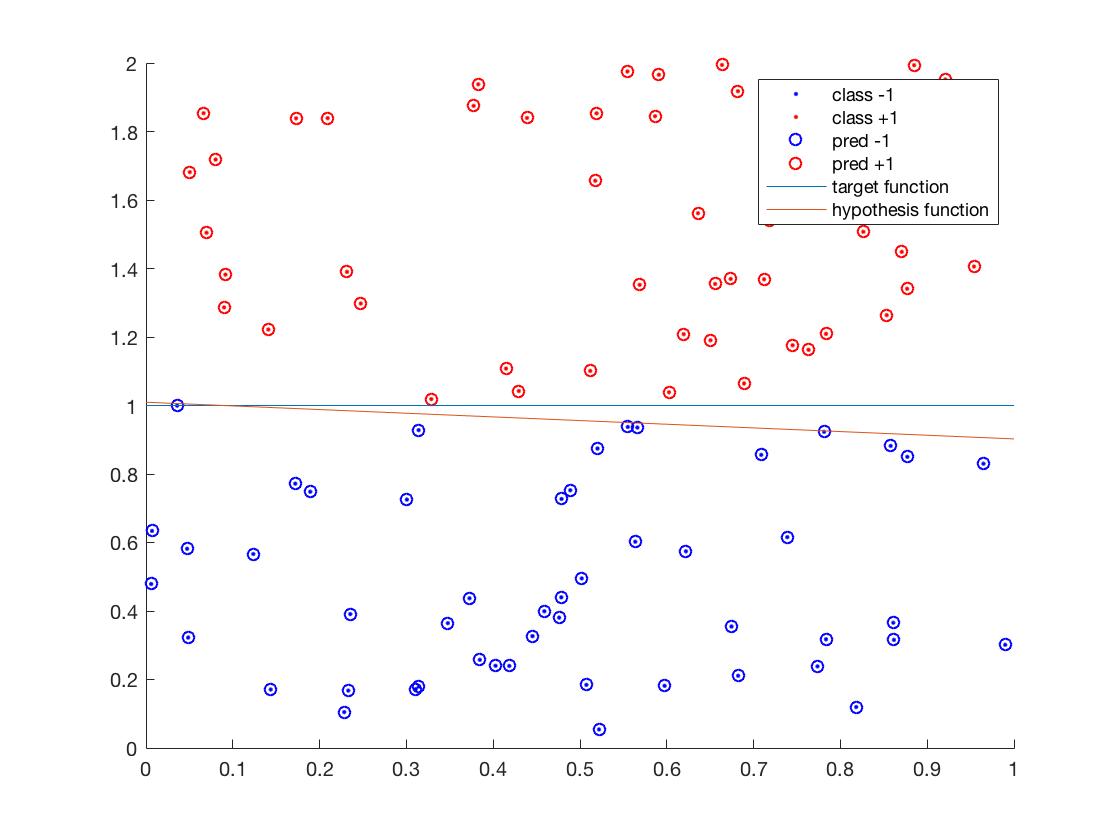 2
1.8
1.6
1.4
1.2
1
0.8
0.6
0.4
0.2
0
0 0.1 0.2 0.3 0.4 0.5 0.6 0.7 0.8 0.9 1
class -1
class +1
pred -1
pred +1
target function
hypothesis function